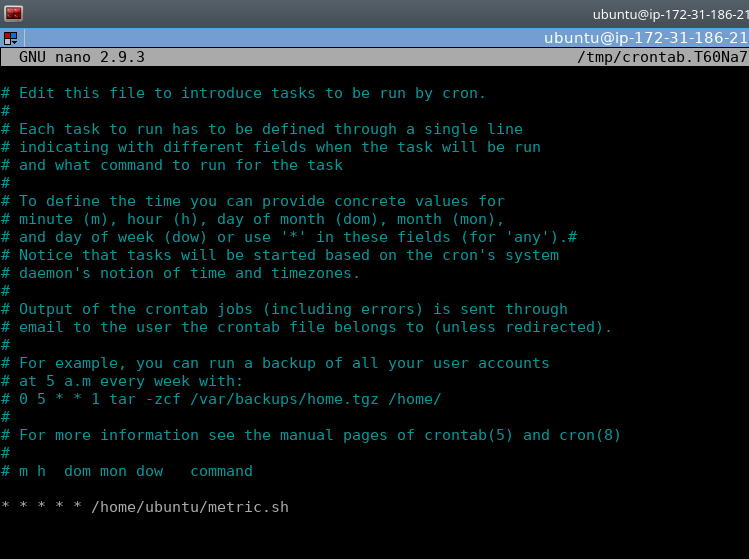 ubuntu@ip-172-31-186-21
ubuntu@ip-172-31-186-21
GNU nano 2.9.3 /tmp/crontab.T60Na7
# Edit this file to introduce tasks to be run by cron.
#
# Each task to run has to be defined through a single line
# indicating with different fields when the task will be run
# and what command to run for the task
#
# To define the time you can provide concrete values for
# minute (m), hour (h), day of month (dom), month (mon),
# and day of week (dow) or use '*' in these fields (for 'any').#
# Notice that tasks will be started based on the cron's system
# daemon's notion of time and timezones.
#
# Output of the crontab jobs (including errors) is sent through
# email to the user the crontab file belongs to (unless redirected).
#
# For example, you can run a backup of all your user accounts
# at 5 a.m every week with:
# 0 5 * * 1 tar -zcf /var/backups/home.tgz /home/
#
# For more information see the manual pages of crontab(5) and cron(8)
#
# m h  dom mon dow   command
* * * * * /home/ubuntu/metric.sh